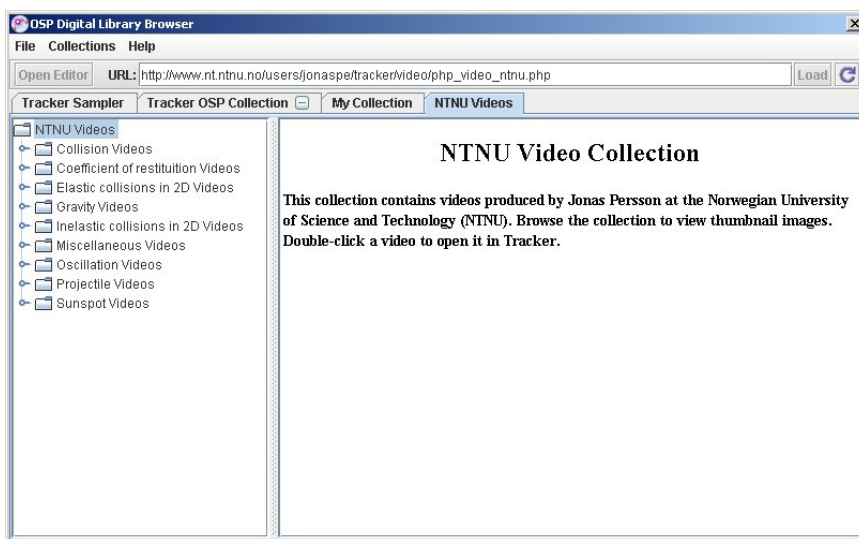 OSP Digital Library Browser
File Collections Help
Open Editor URL: http://www.nt.ntnu.no/users/jonaspe/tracker/video/php_video_ntnu.php Load
Tracker Sampler Tracker OSP Collection My Collection NTNU Videos
NTNU Videos
Collision Videos
Coefficient of restituition Videos
Elastic collisions in 2D Videos
Gravity Videos
Inelastic collisions in 2D Videos
Miscellaneous Videos
Oscillation Videos
Projectile Videos
Sunspot Videos
NTNU Video Collection
This collection contains videos produced by Jonas Persson at the Norwegian University
of Science and Technology (NTNU). Browse the collection to view thumbnail images.
Double-click a video to open it in Tracker.